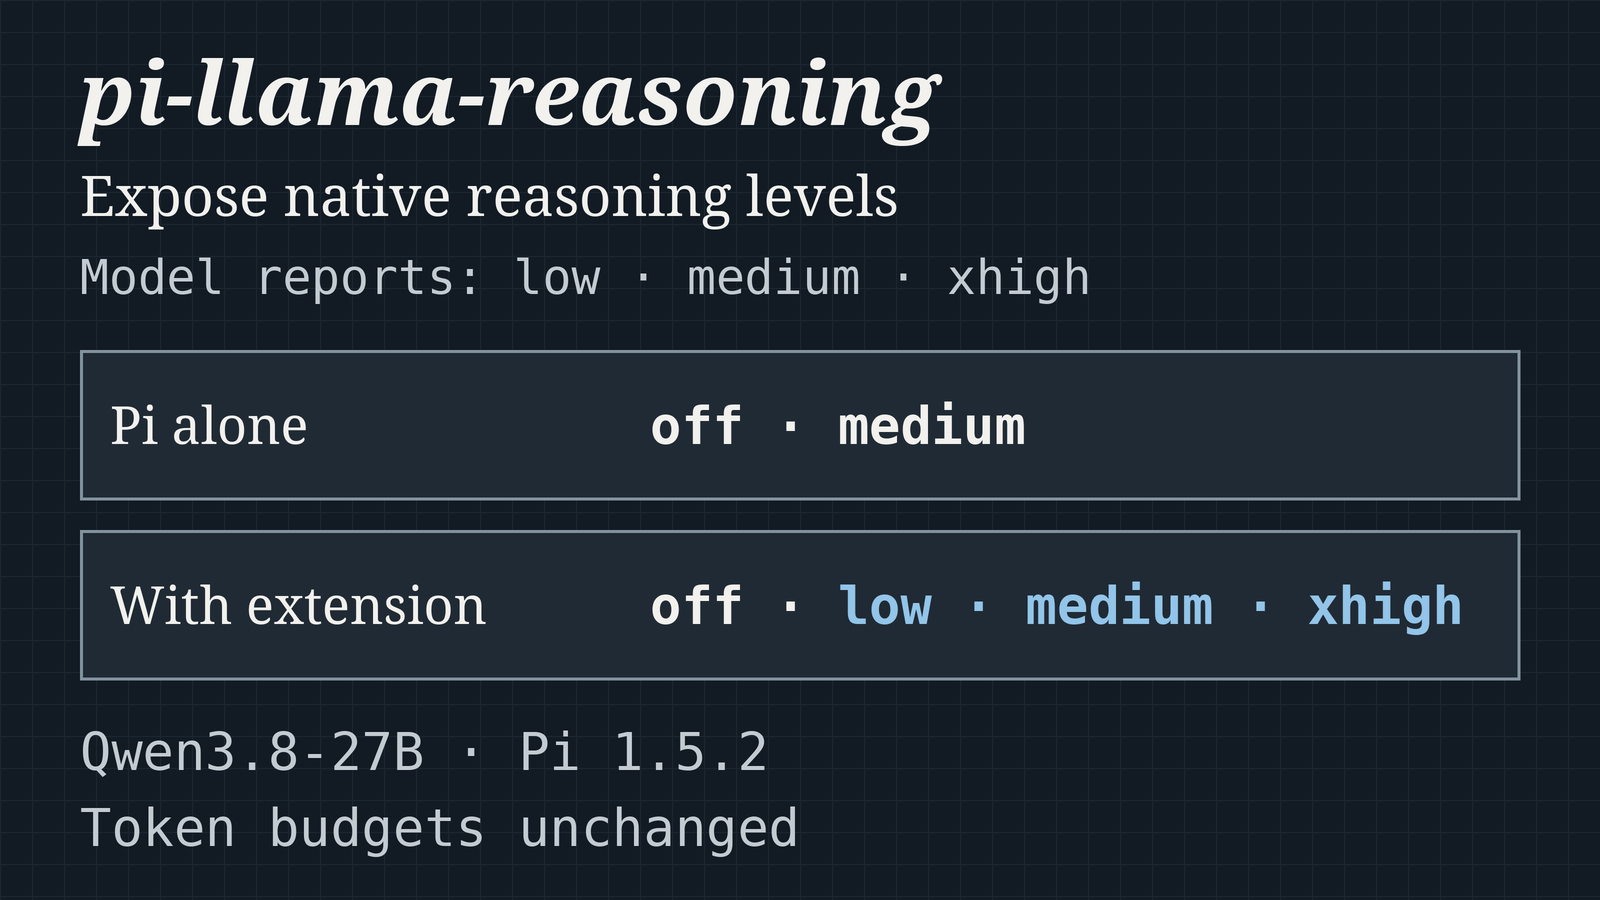 pi-llama-reasoning
Expose native reasoning levels
Model reports: low · medium · xhigh
Pi alone off · medium
With extension off · low · medium · xhigh
Qwen3.8-27B · Pi 1.5.2
Token budgets unchanged